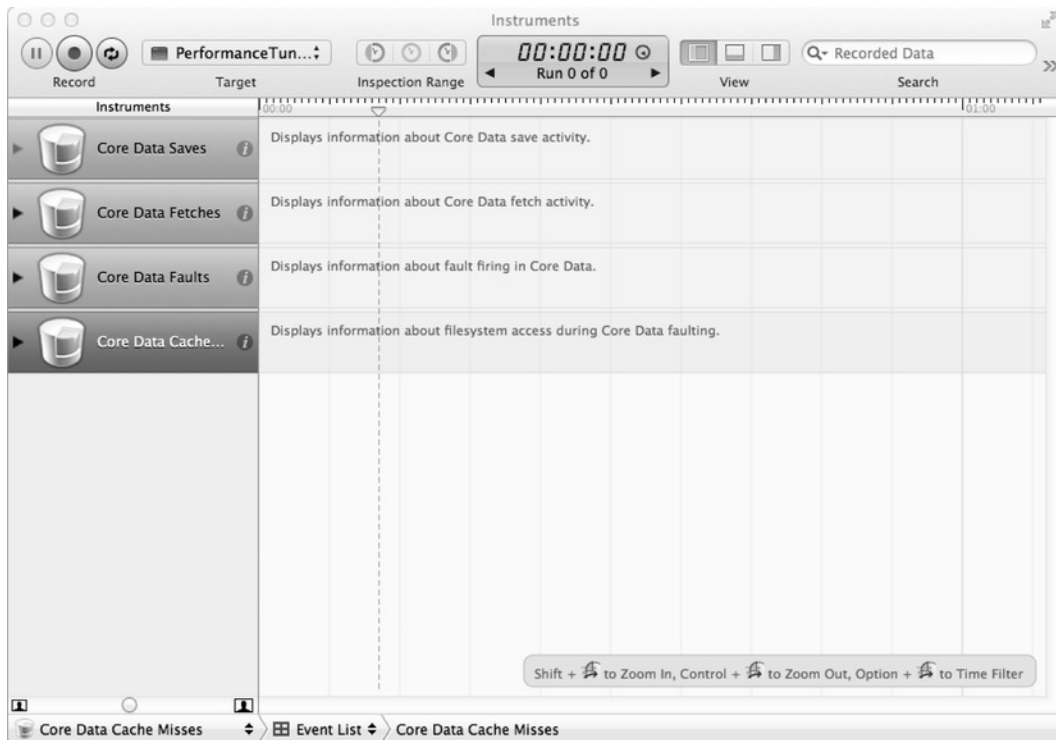 Instruments
PerformanceTun...
00:00:00
Run 0 of 0
Recorded Data
Record
Target
Inspection Range
View
Search
Instruments
00:00
01:00
Core Data Saves
Displays information about Core Data save activity.
Core Data Fetches
Displays information about Core Data fetch activity.
Core Data Faults
Displays information about fault firing in Core Data.
Core Data Cache...
Displays information about filesystem access during Core Data faulting.
Shift + to Zoom In, Control + to Zoom Out, Option + to Time Filter
Core Data Cache Misses
Event List
Core Data Cache Misses